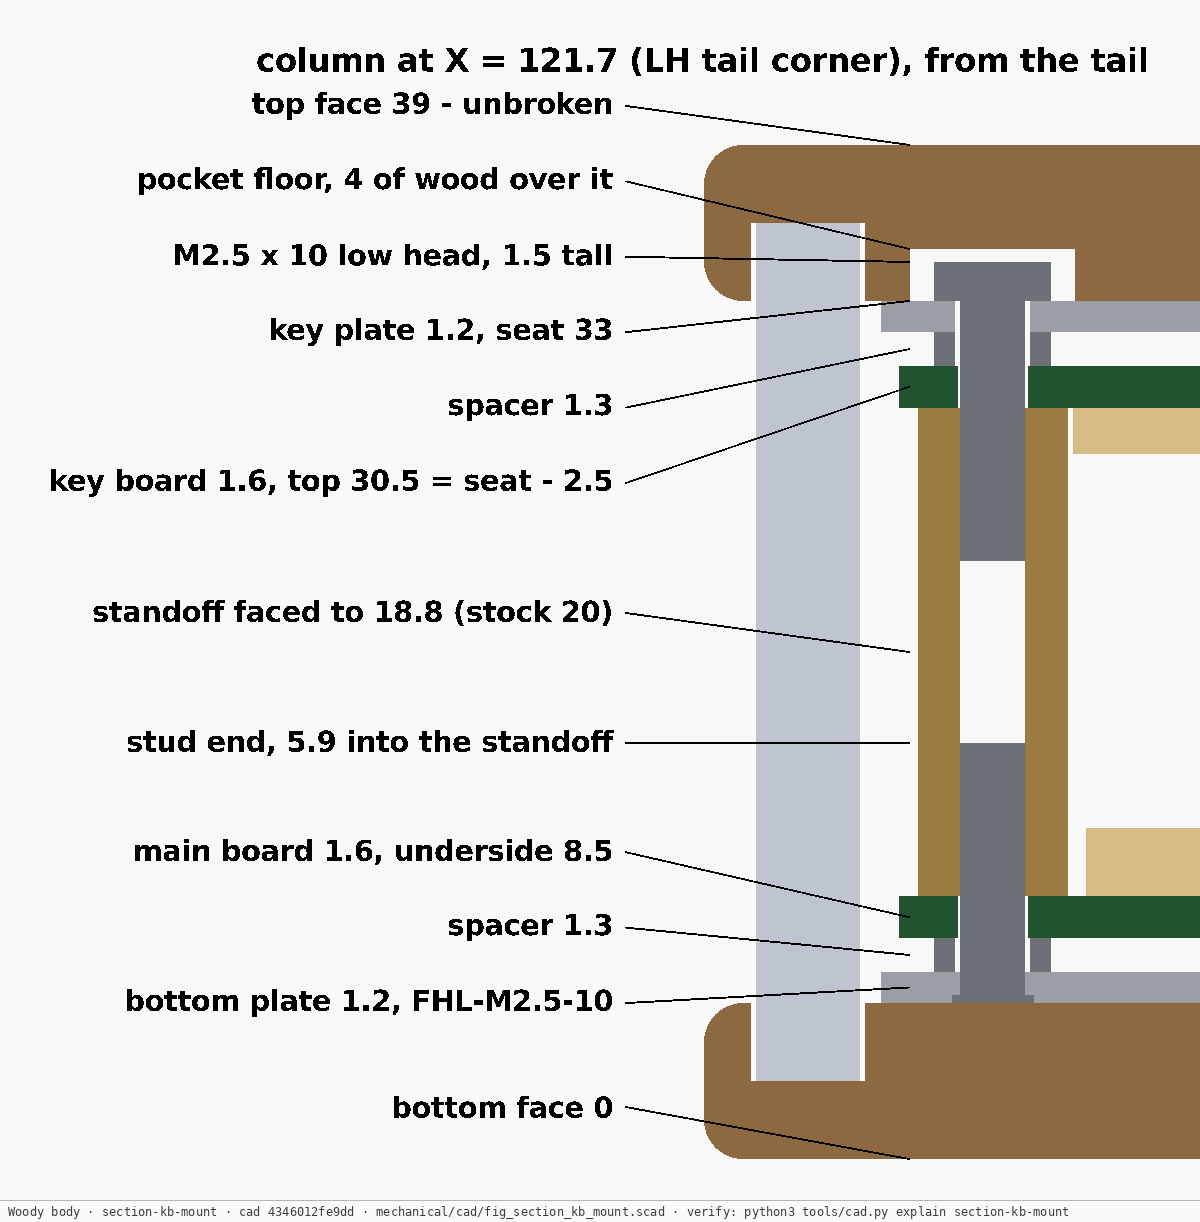 column at X = 121.7 (LH tail corner), from the tail
top face 39 - unbroken
pocket floor, 4 of wood over it
M2.5 x 10 low head, 1.5 tall
key plate 1.2, seat 33
spacer 1.3
key board 1.6, top 30.5 = seat - 2.5
standoff faced to 18.8 (stock 20)
stud end, 5.9 into the standoff
main board 1.6, underside 8.5
spacer 1.3
bottom plate 1.2, FHL-M2.5-10
bottom face 0
Woody body · section-kb-mount · cad 4346012fe9dd · mechanical/cad/fig_section_kb_mount.scad · verify: python3 tools/cad.py explain section-kb-mount